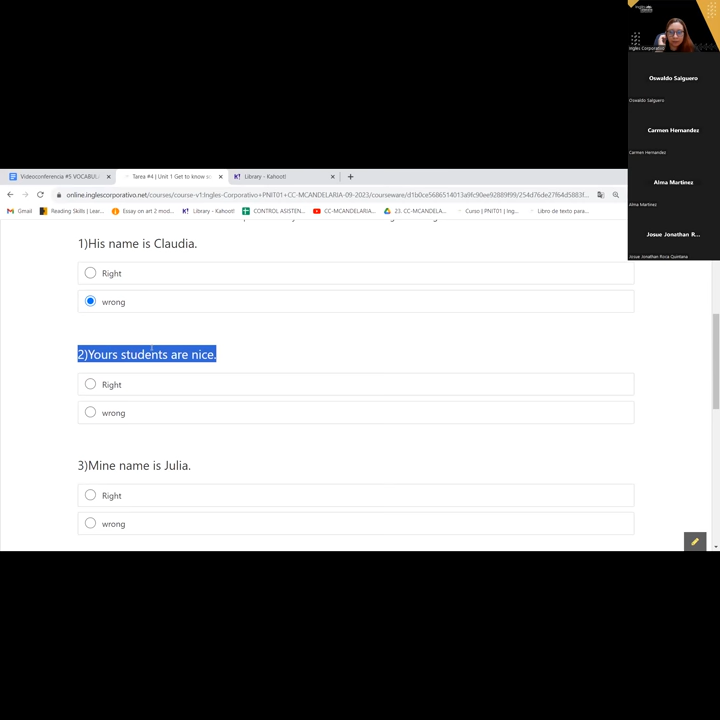 Ingles Corporativo
Oswaldo Salguero
Oswaldo Salguero
Carmen Hernandez
Carmen Hernandez
Alma Martinez
Alma Martinez
Josue Jonathan R...
Josue Jonathan Roca Quintana
Videoconferencia #5 VOCABUL
Tarea #4 | Unit 1 Get to know so
Library - Kahoot!
online.inglescorporativo.net/courses/course-v1:Ingles-Corporativo+PNIT01+CC-MCANDELARIA-09-2023/courseware/d1b0ce5686514013a9fc90ee92889f99/254d76de27f64d5883f...
Gmail
Reading Skills | Lear...
Essay on art 2 mod...
Library - Kahoot!
CONTROL ASISTEN...
CC-MCANDELARIA...
23. CC-MCANDELA...
Curso | PNIT01 | Ing...
Libro de texto para...
1)His name is Claudia.
Right
wrong
2)Yours students are nice.
Right
wrong
3)Mine name is Julia.
Right
wrong